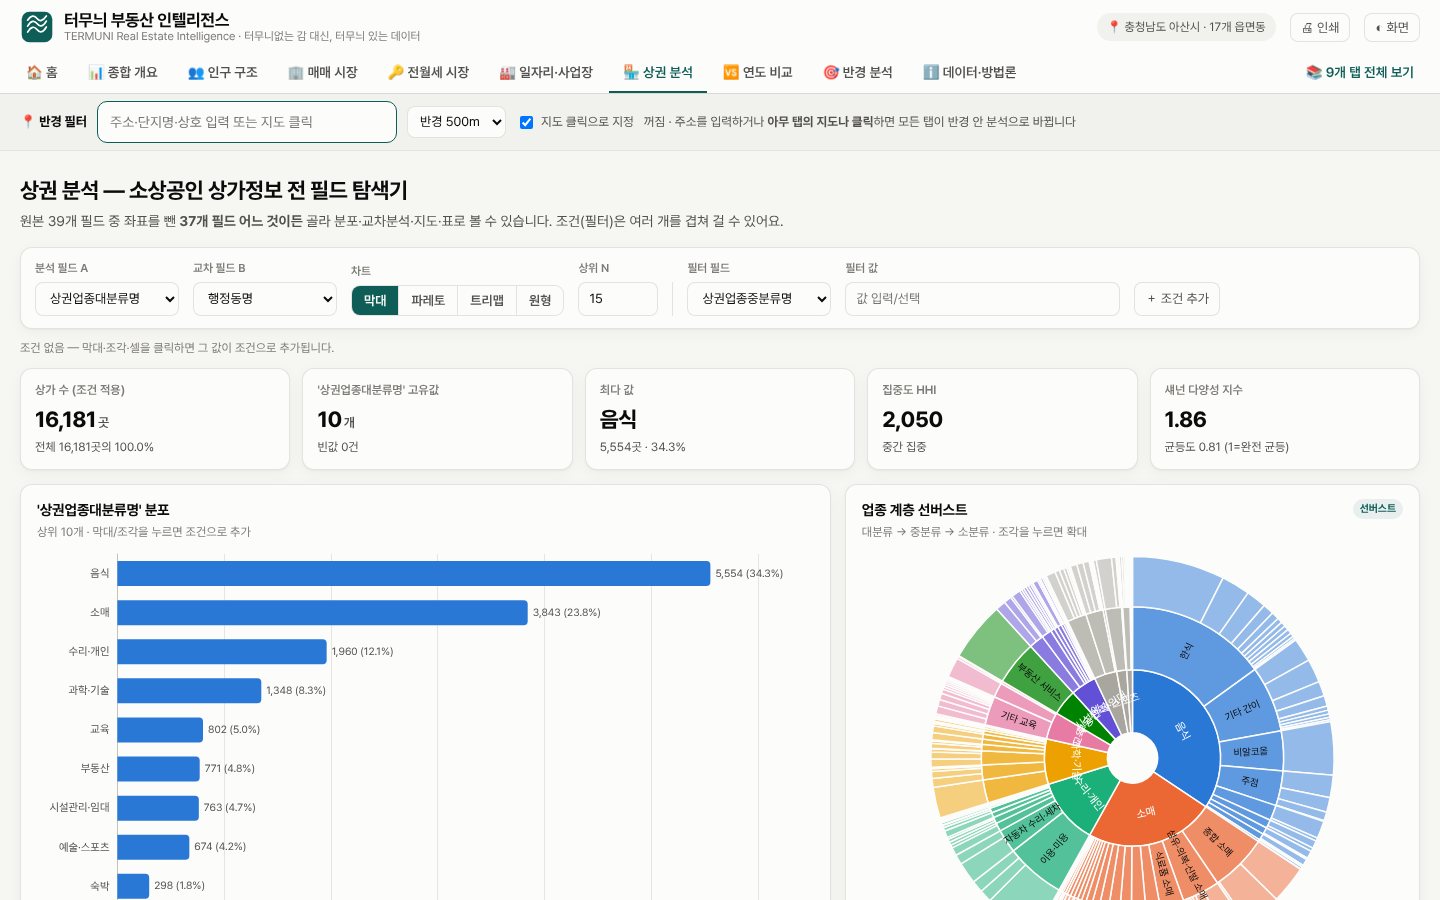 터무늬 부동산 인텔리전스
TERMUNI Real Estate Intelligence · 터무니없는 감 대신, 터무늬 있는 데이터
📍 충청남도 아산시 · 17개 읍면동
🖨 인쇄
◐ 화면
🏠 홈
📊 종합 개요
👥 인구 구조
🏢 매매 시장
🔑 전월세 시장
🏭 일자리·사업장
🏪 상권 분석
🆚 연도 비교
🎯 반경 분석
ℹ️ 데이터·방법론
📚 9개 탭 전체 보기
📍 반경 필터
주소·단지명·상호 입력 또는 지도 클릭
반경 500m
지도 클릭으로 지정
꺼짐 · 주소를 입력하거나 아무 탭의 지도나 클릭하면 모든 탭이 반경 안 분석으로 바뀝니다
상권 분석 — 소상공인 상가정보 전 필드 탐색기
원본 39개 필드 중 좌표를 뺀 37개 필드 어느 것이든 골라 분포·교차분석·지도·표로 볼 수 있습니다. 조건(필터)은 여러 개를 겹쳐 걸 수 있어요.
분석 필드 A
교차 필드 B
차트
상위 N
필터 필드
필터 값
상권업종대분류명
행정동명
막대
파레토
트리맵
원형
15
상권업종중분류명
값 입력/선택
+ 조건 추가
조건 없음 — 막대·조각·셀을 클릭하면 그 값이 조건으로 추가됩니다.
상가 수 (조건 적용)
16,181곳
전체 16,181곳의 100.0%
'상권업종대분류명' 고유값
10개
빈값 0건
최다 값
음식
5,554곳 · 34.3%
집중도 HHI
2,050
중간 집중
섀넌 다양성 지수
1.86
균등도 0.81 (1=완전 균등)
'상권업종대분류명' 분포
상위 10개 · 막대/조각을 누르면 조건으로 추가
음식
5,554 (34.3%)
소매
3,843 (23.8%)
수리·개인
1,960 (12.1%)
과학·기술
1,348 (8.3%)
교육
802 (5.0%)
부동산
771 (4.8%)
시설관리·임대
763 (4.7%)
예술·스포츠
674 (4.2%)
숙박
298 (1.8%)
업종 계층 선버스트
선버스트
대분류 → 중분류 → 소분류 · 조각을 누르면 확대
한식
기타 간이
비알코올
주점
음식
소매
종합 소매
섬유·의복·신발 소매
식료품 소매
수리·개인
이용·미용
자동차 수리·세차
기타 교육
부동산 서비스